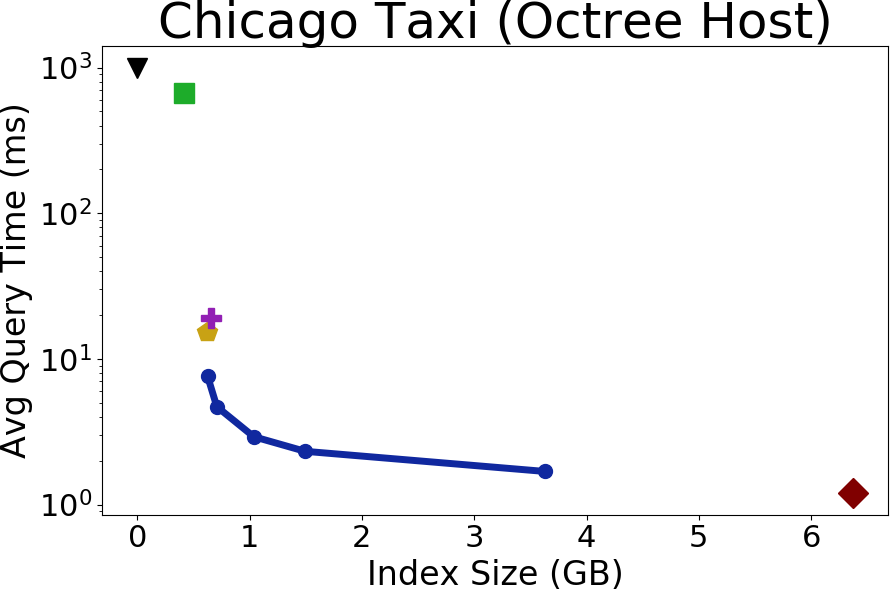 Chicago Taxi (Octree Host)
Avg Query Time (ms)
10³
10²
10¹
10⁰
0 1 2 3 4 5 6
Index Size (GB)